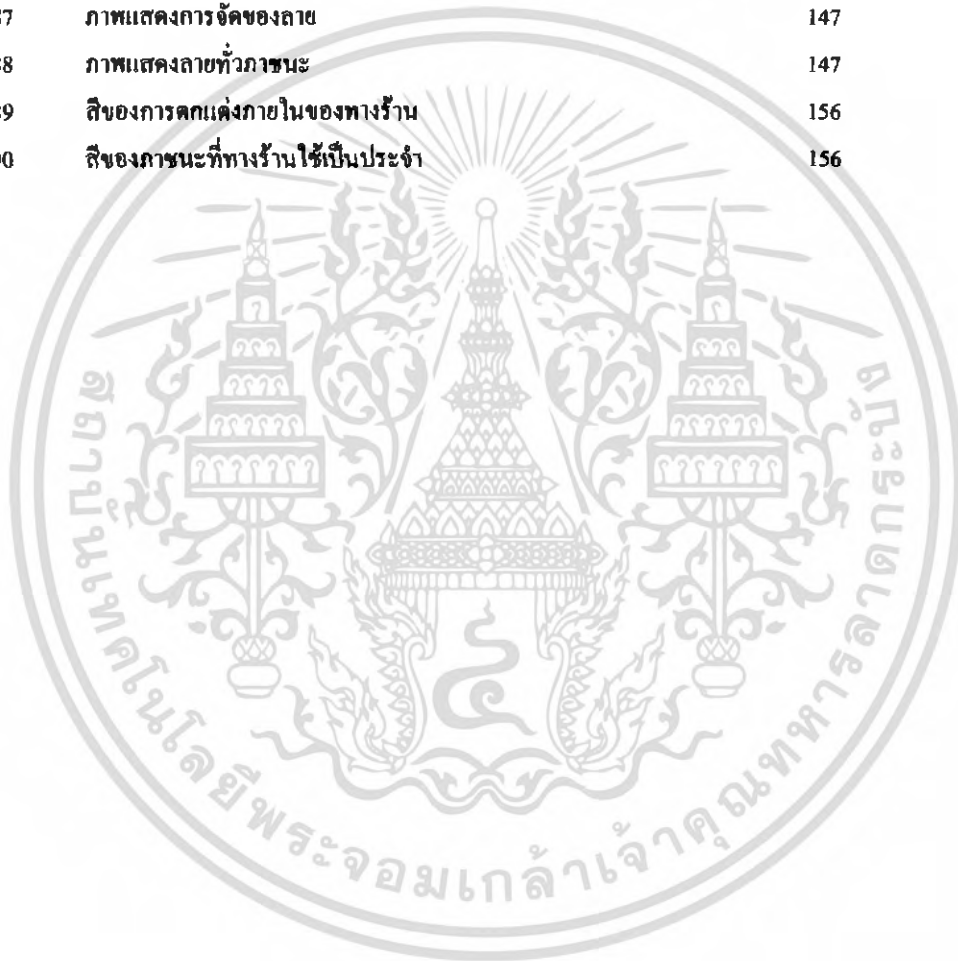 7 ภาพแสดงการจัดของลาย 147
8 ภาพแสดงลายทั่วภาชนะ 147
9 สีของการตกแต่งภายในของทางร้าน 156
0 สีของภาชนะที่ทางร้านใช้เป็นประจำ 156
สถาบันเทคโนโลยีพระจอมเกล้าเจ้าคุณทหารลาดกระบัง
๔